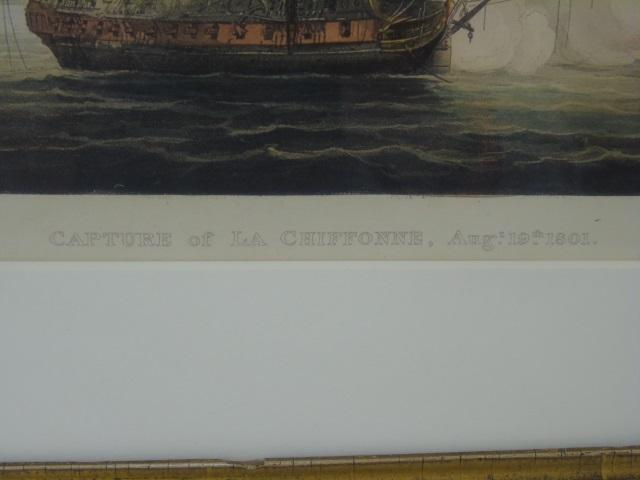 CAPTURE of LA CHIFFONNE, Augt. 19th 1801.